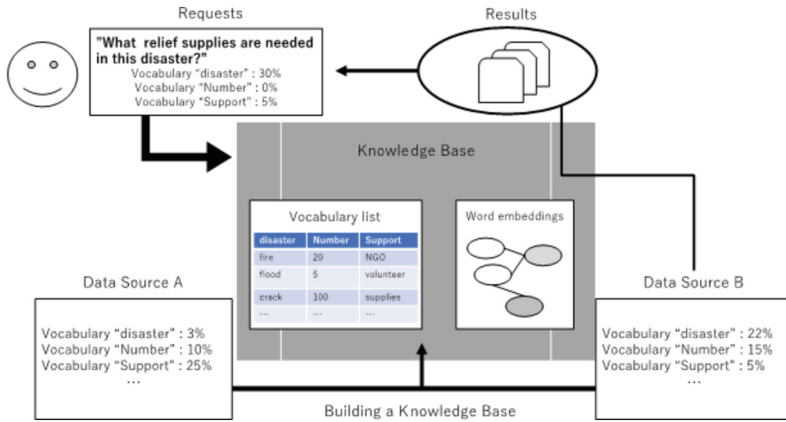 Requests
Results
"What relief supplies are needed
in this disaster?"
Vocabulary “disaster” : 30%
Vocabulary “Number” : 0%
Vocabulary “Support” : 5%
Knowledge Base
Vocabulary list
disaster Number Support
fire 20 NGO
flood 5 volunteer
crack 100 supplies
... ... ...
Word embeddings
Data Source A
Vocabulary “disaster” : 3%
Vocabulary “Number” : 10%
Vocabulary “Support” : 25%
...
Data Source B
Vocabulary “disaster” : 22%
Vocabulary “Number” : 15%
Vocabulary “Support” : 5%
...
Building a Knowledge Base